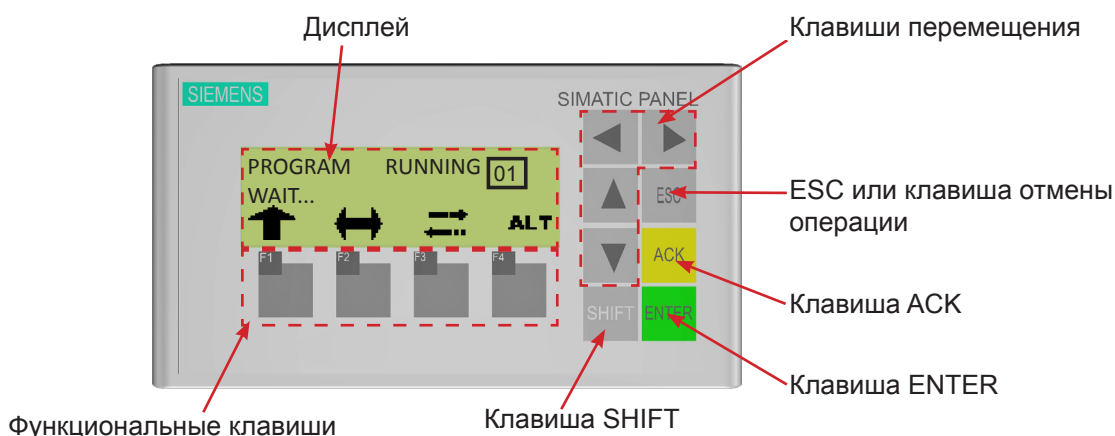 Дисплей
Клавиши перемещения
SIEMENS
SIMATIC PANEL
PROGRAM RUNNING 01
WAIT...
ALT
F1 F2 F3 F4
ESC
ACK
SHIFT ENTER
ESC или клавиша отмены
операции
Клавиша ACK
Клавиша ENTER
Клавиша SHIFT
Функциональные клавиши